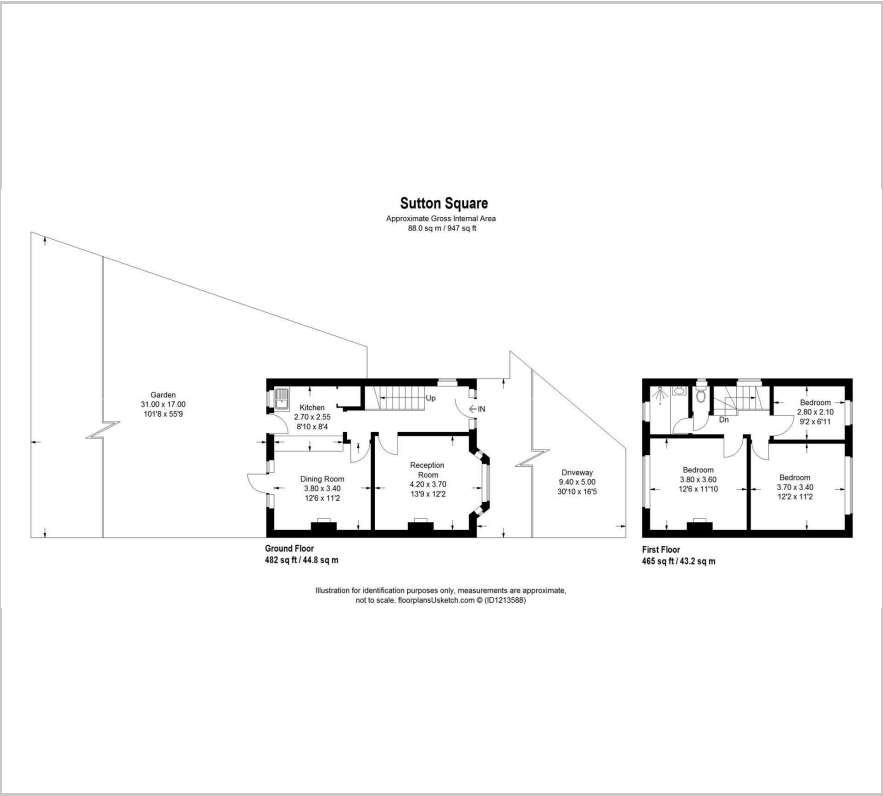 Sutton Square
Approximate Gross Internal Area
88.0 sq m / 947 sq ft
Garden
31.00 x 17.00
101'8 x 55'9
Kitchen
2.70 x 2.55
8'10 x 8'4
Up
IN
Dining Room
3.80 x 3.40
12'6 x 11'2
Reception
Room
4.20 x 3.70
13'9 x 12'2
Driveway
9.40 x 5.00
30'10 x 16'5
Ground Floor
482 sq ft / 44.8 sq m
Dn
Bedroom
2.80 x 2.10
9'2 x 6'11
Bedroom
3.80 x 3.60
12'6 x 11'10
Bedroom
3.70 x 3.40
12'2 x 11'2
First Floor
465 sq ft / 43.2 sq m
Illustration for identification purposes only, measurements are approximate,
not to scale. floorplansUsketch.com © (ID1213588)